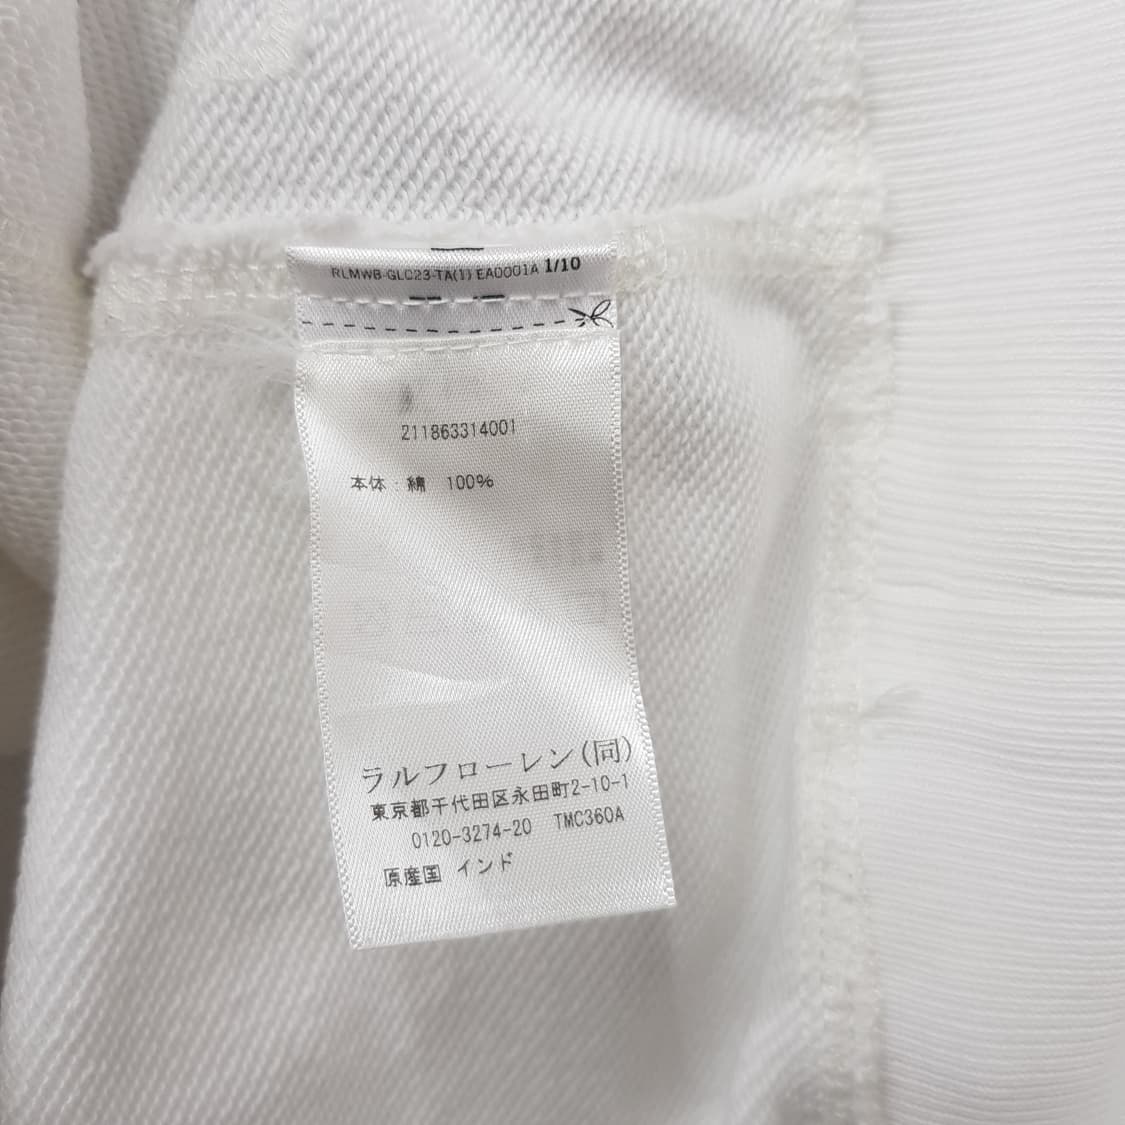 RLMWB-GLC23-TA(1) EA0001A 1/10
211863314001
本体：綿 100%
ラルフローレン(同)
東京都千代田区永田町2-10-1
0120-3274-20 TMC360A
原産国 インド